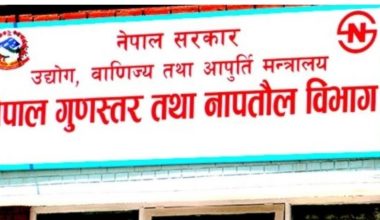 नेपाल सरकार
उद्योग, वाणिज्य तथा आपुर्ति मन्त्रालय
पाल गुणस्तर तथा नापतौल विभाग